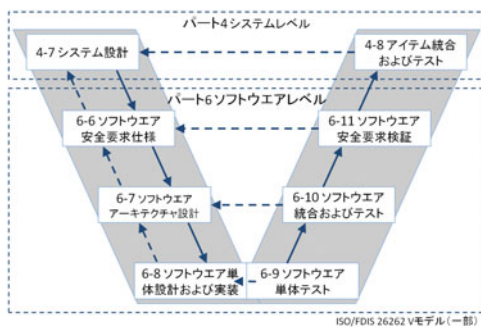 パート4システムレベル
4-7システム設計
4-8 アイテム統合
およびテスト
パート6ソフトウエアレベル
6-6 ソフトウエア
安全要求仕様
6-11 ソフトウエア
安全要求検証
6-7 ソフトウエア
アーキテクチャ設計
6-10 ソフトウエア
統合およびテスト
6-8 ソフトウエア単
体設計および実装
6-9 ソフトウエア
単体テスト
ISO/FDIS 26262 Vモデル(一部)